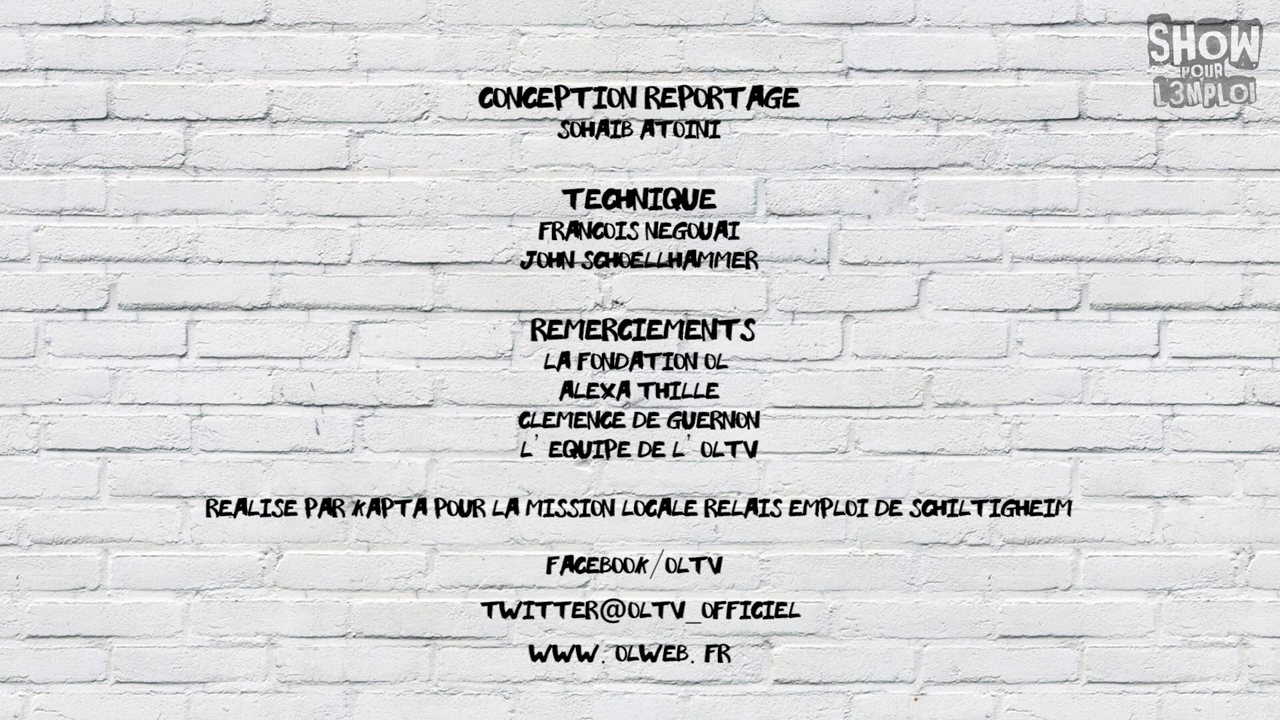 SHOW
POUR
L3MPLOI
CONCEPTION REPORTAGE
SOHAIB ATOINI
TECHNIQUE
FRANCOIS NEGOUAI
JOHN SCHOELLHAMMER
REMERCIEMENTS
LA FONDATION OL
ALEXA THILLE
CLEMENCE DE GUERNON
L' EQUIPE DE L' OLTV
REALISE PAR KAPTA POUR LA MISSION LOCALE RELAIS EMPLOI DE SCHILTIGHEIM
FACEBOOK/OLTV
TWITTER@OLTV_OFFICIEL
WWW. OLWEB. FR